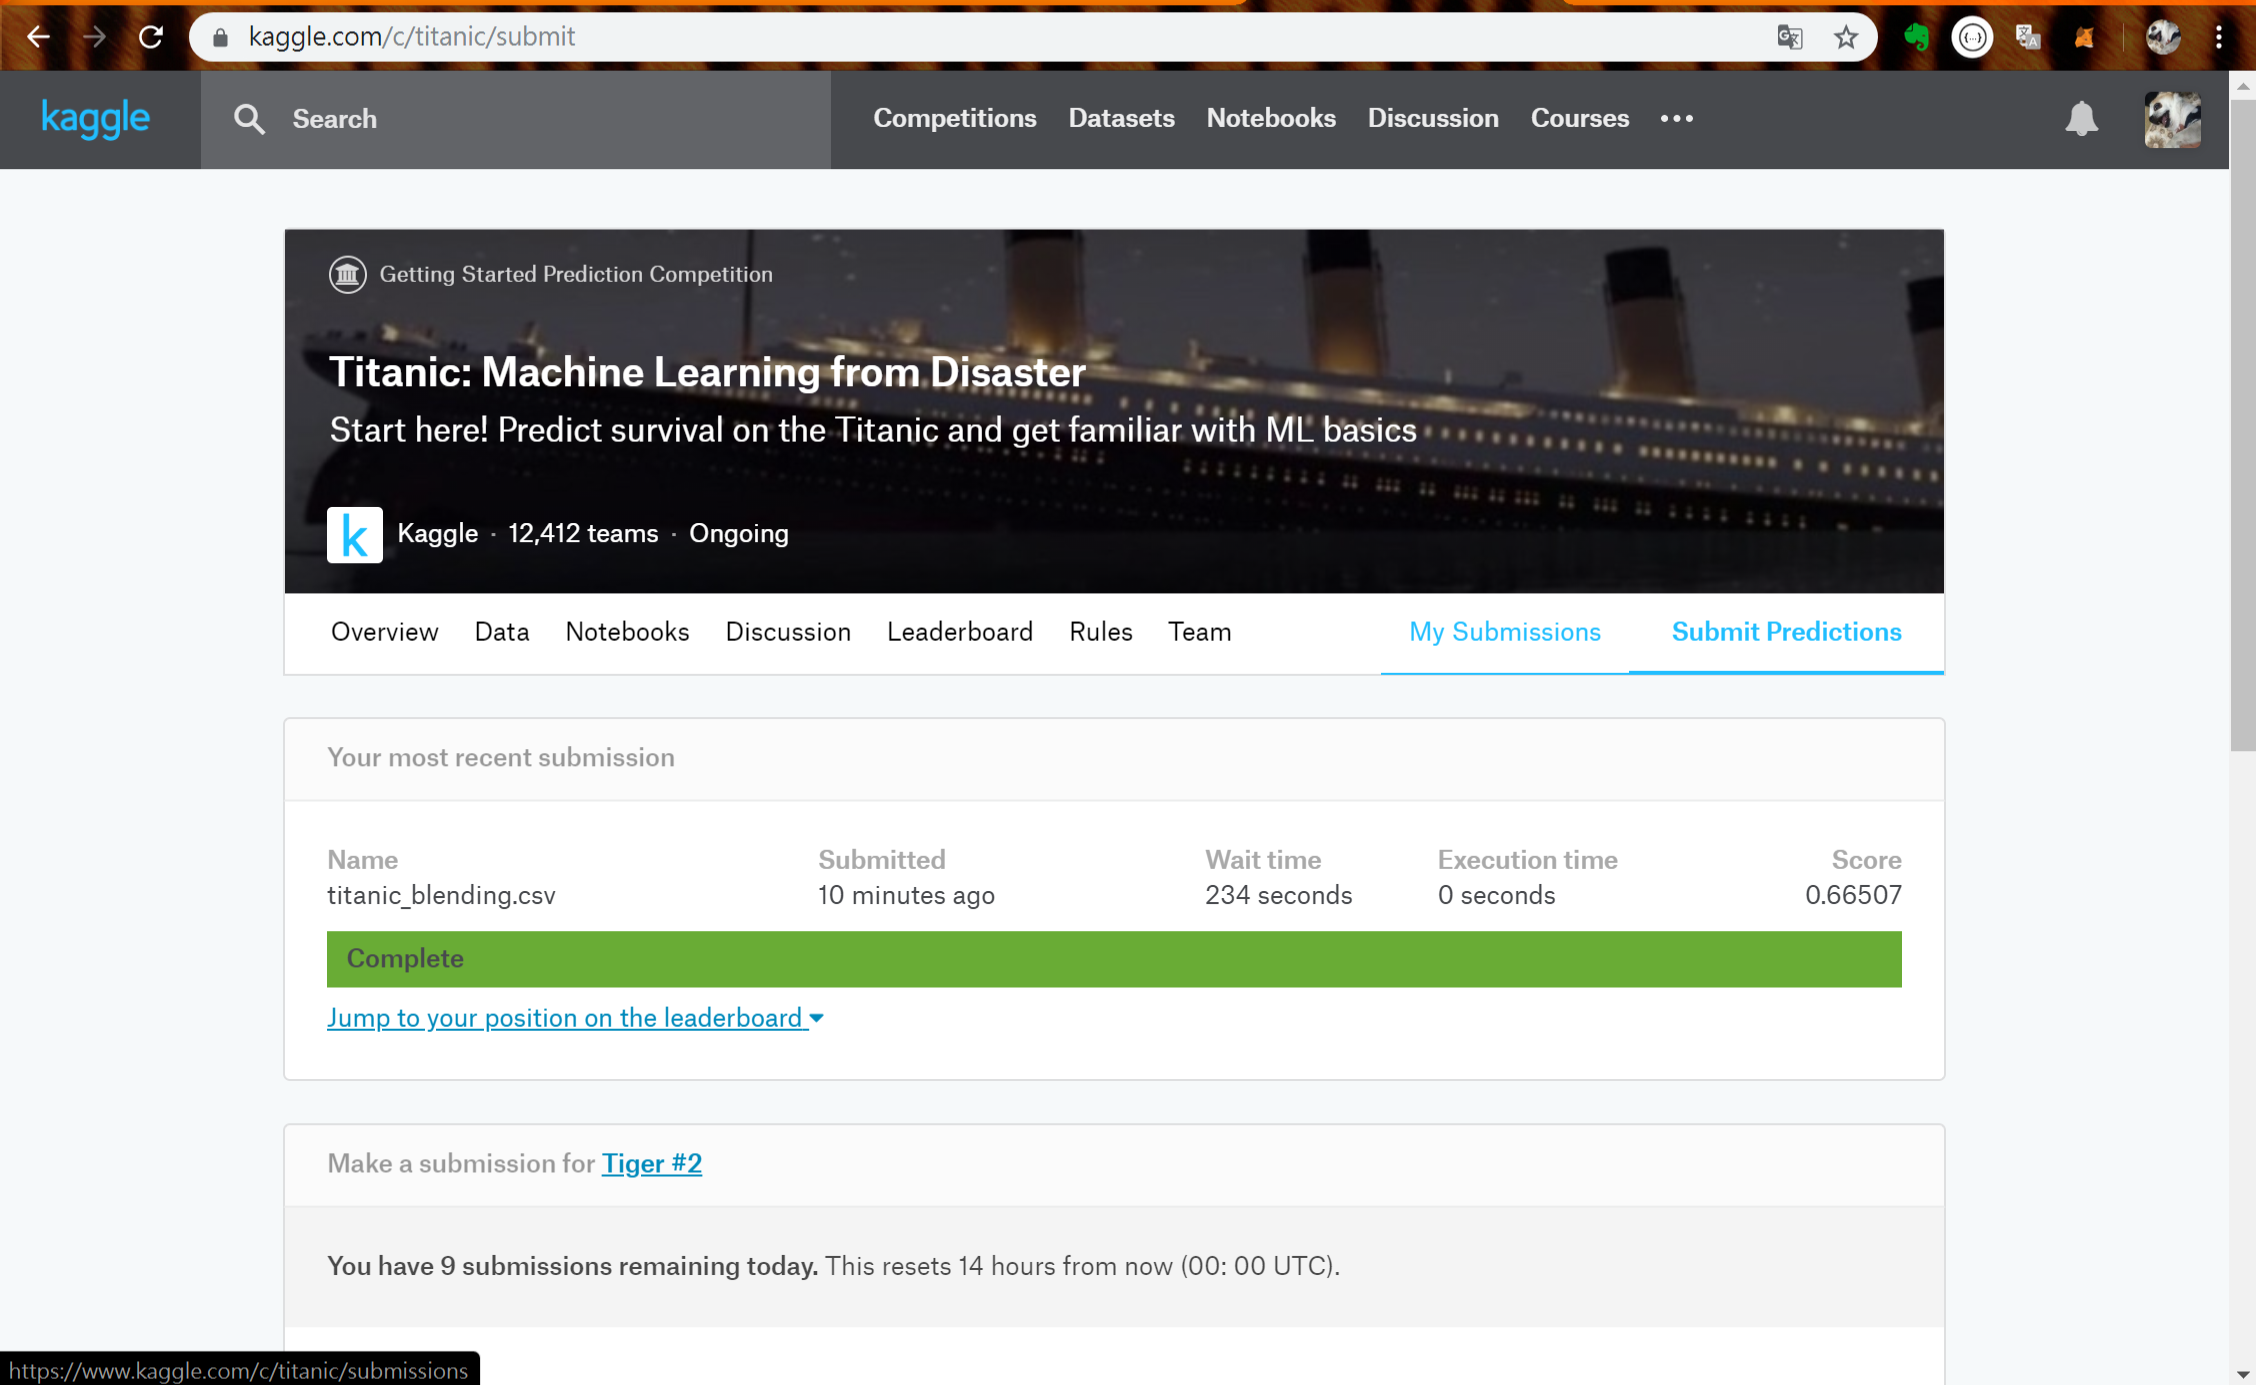 kaggle.com/c/titanic/submit
kaggle
Search
Competitions
Datasets
Notebooks
Discussion
Courses
Getting Started Prediction Competition
Titanic: Machine Learning from Disaster
Start here! Predict survival on the Titanic and get familiar with ML basics
k
Kaggle · 12,412 teams · Ongoing
Overview
Data
Notebooks
Discussion
Leaderboard
Rules
Team
My Submissions
Submit Predictions
Your most recent submission
Name
Submitted
Wait time
Execution time
Score
titanic_blending.csv
10 minutes ago
234 seconds
0 seconds
0.66507
Complete
Jump to your position on the leaderboard
Make a submission for Tiger #2
You have 9 submissions remaining today. This resets 14 hours from now (00: 00 UTC).
https://www.kaggle.com/c/titanic/submissions